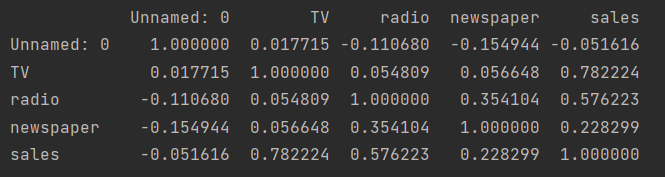 Unnamed: 0        TV     radio  newspaper     sales
Unnamed: 0    1.000000  0.017715 -0.110680  -0.154944 -0.051616
TV            0.017715  1.000000  0.054809   0.056648  0.782224
radio        -0.110680  0.054809  1.000000   0.354104  0.576223
newspaper    -0.154944  0.056648  0.354104   1.000000  0.228299
sales        -0.051616  0.782224  0.576223   0.228299  1.000000